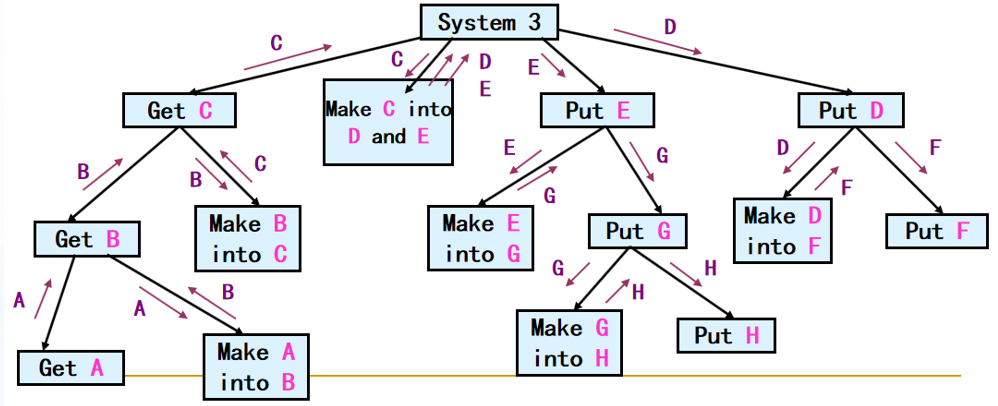 System 3
C
C
D
E
E
D
Get C
Make C into
D and E
Put E
Put D
B
B
C
E
G
G
D
F
F
Get B
Make B
into C
Make E
into G
Put G
Make D
into F
Put F
A
A
B
G
H
H
Get A
Make A
into B
Make G
into H
Put H